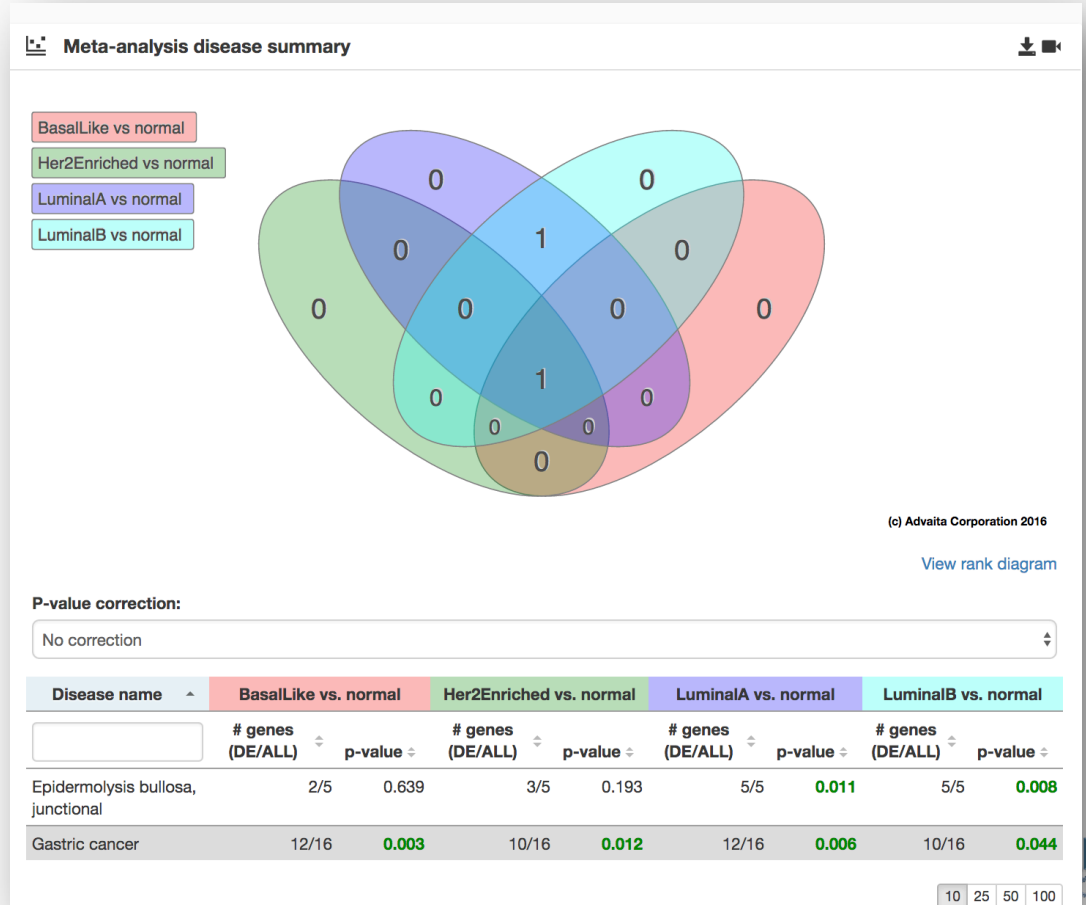 Meta-analysis disease summary
BasalLike vs normal
Her2Enriched vs normal
LuminalA vs normal
LuminalB vs normal
0
0
1
0
0
0
0
0
0
1
0
0
0
0
0
(c) Advaita Corporation 2016
View rank diagram
P-value correction:
No correction
Disease name BasalLike vs. normal Her2Enriched vs. normal LuminalA vs. normal LuminalB vs. normal
# genes (DE/ALL) p-value # genes (DE/ALL) p-value # genes (DE/ALL) p-value # genes (DE/ALL) p-value
Epidermolysis bullosa, junctional 2/5 0.639 3/5 0.193 5/5 0.011 5/5 0.008
Gastric cancer 12/16 0.003 10/16 0.012 12/16 0.006 10/16 0.044
10 25 50 100